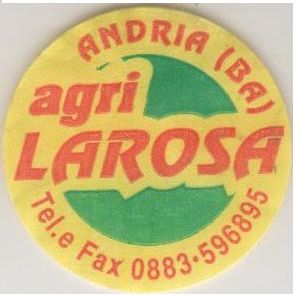 ANDRIA (BA)
agri
LAROSA
Tel.e Fax 0883·596895